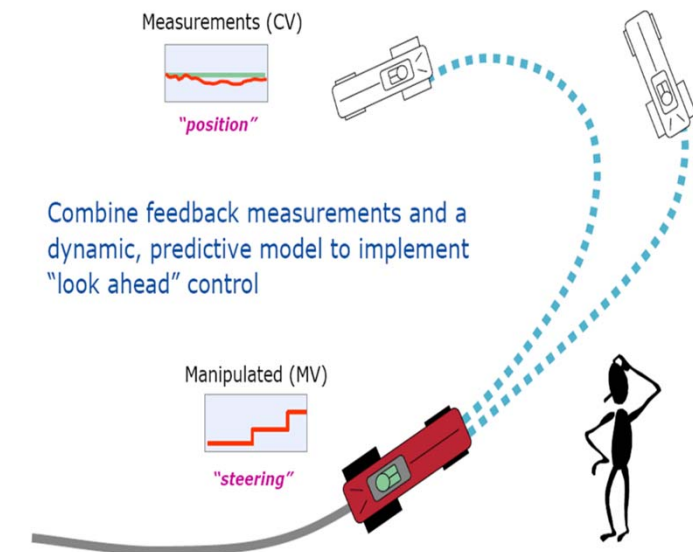 Measurements (CV)
“position”
Combine feedback measurements and a
dynamic, predictive model to implement
“look ahead” control
Manipulated (MV)
“steering”